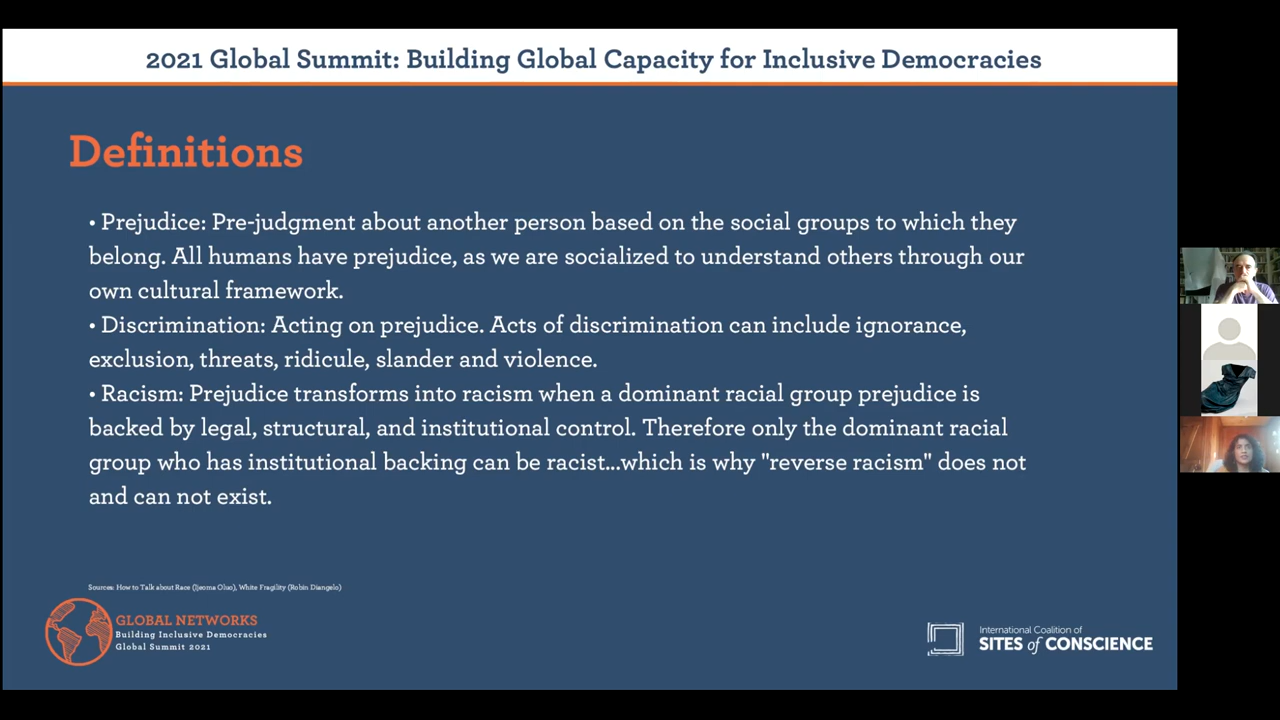 2021 Global Summit: Building Global Capacity for Inclusive Democracies
Definitions
• Prejudice: Pre-judgment about another person based on the social groups to which they
belong. All humans have prejudice, as we are socialized to understand others through our
own cultural framework.
• Discrimination: Acting on prejudice. Acts of discrimination can include ignorance,
exclusion, threats, ridicule, slander and violence.
• Racism: Prejudice transforms into racism when a dominant racial group prejudice is
backed by legal, structural, and institutional control. Therefore only the dominant racial
group who has institutional backing can be racist...which is why "reverse racism" does not
and can not exist.
Sources: How to Talk about Race (Ijeoma Oluo), White Fragility (Robin Diangelo)
GLOBAL NETWORKS
Building Inclusive Democracies
Global Summit 2021
International Coalition of
SITES of CONSCIENCE